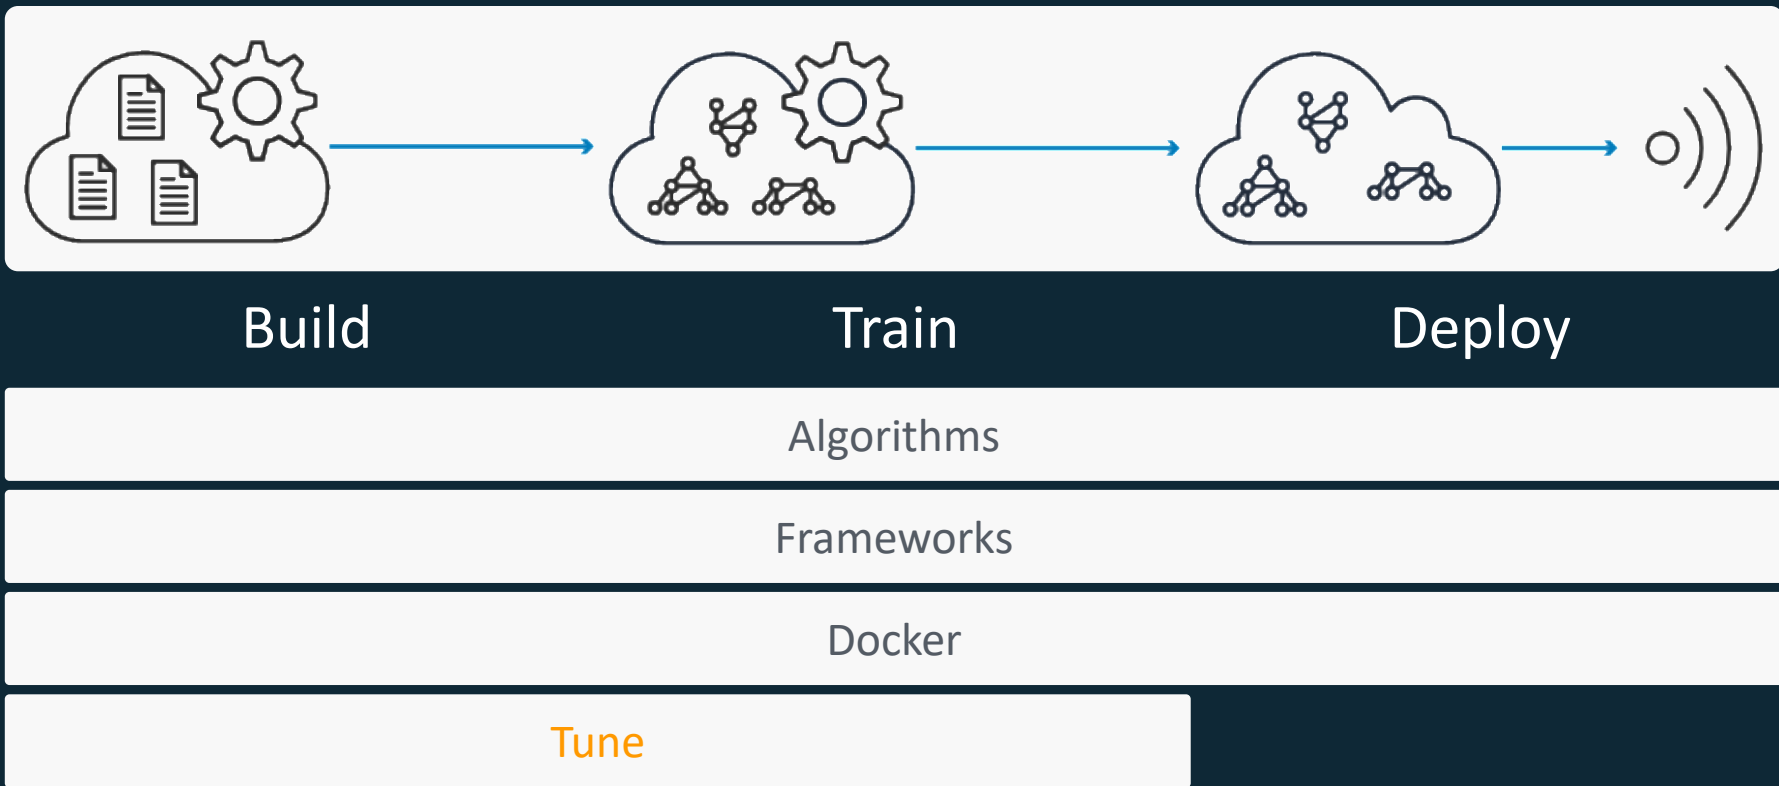 Build
Train
Deploy
Algorithms
Frameworks
Docker
Tune